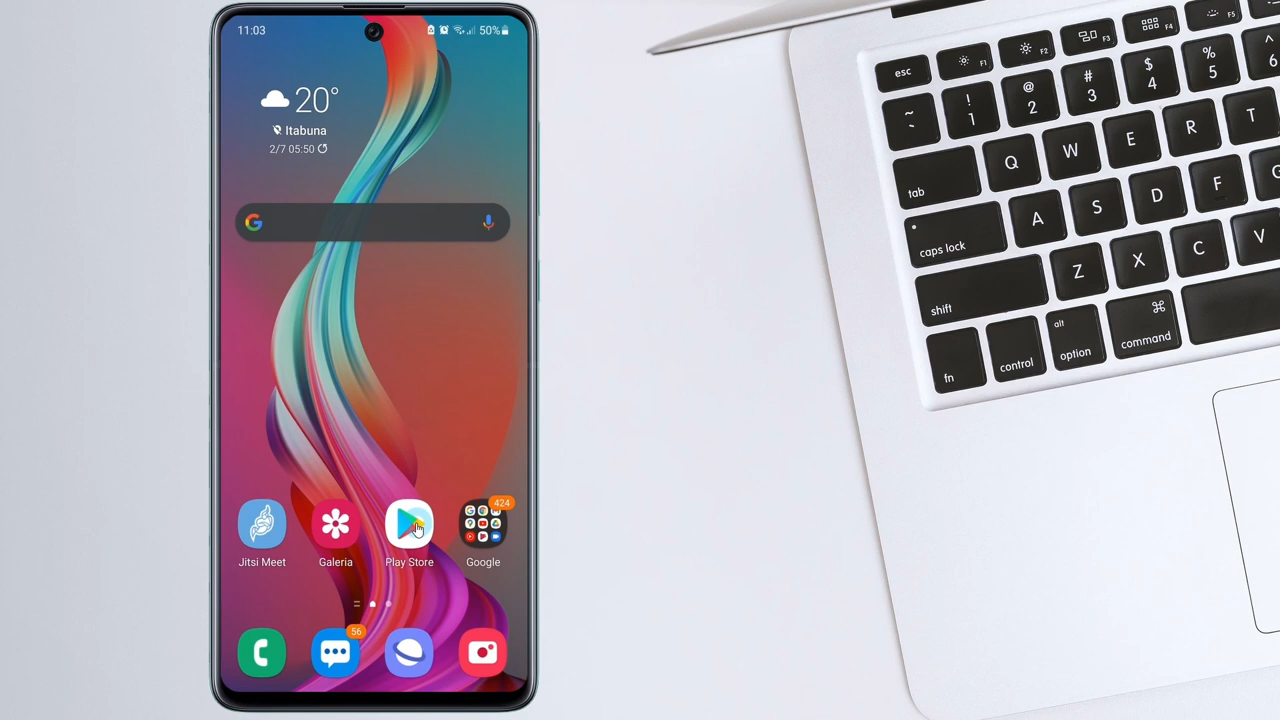 11:03
50%
20°
Itabuna
2/7 05:50
424
Jitsi Meet
Galeria
Play Store
Google
56
esc
F1
F2
F3
F4
F5
~
!
1
@
2
#
3
$
4
%
5
^
6
tab
Q
W
E
R
T
caps lock
A
S
D
F
G
shift
Z
X
C
V
fn
control
alt
option
⌘
command